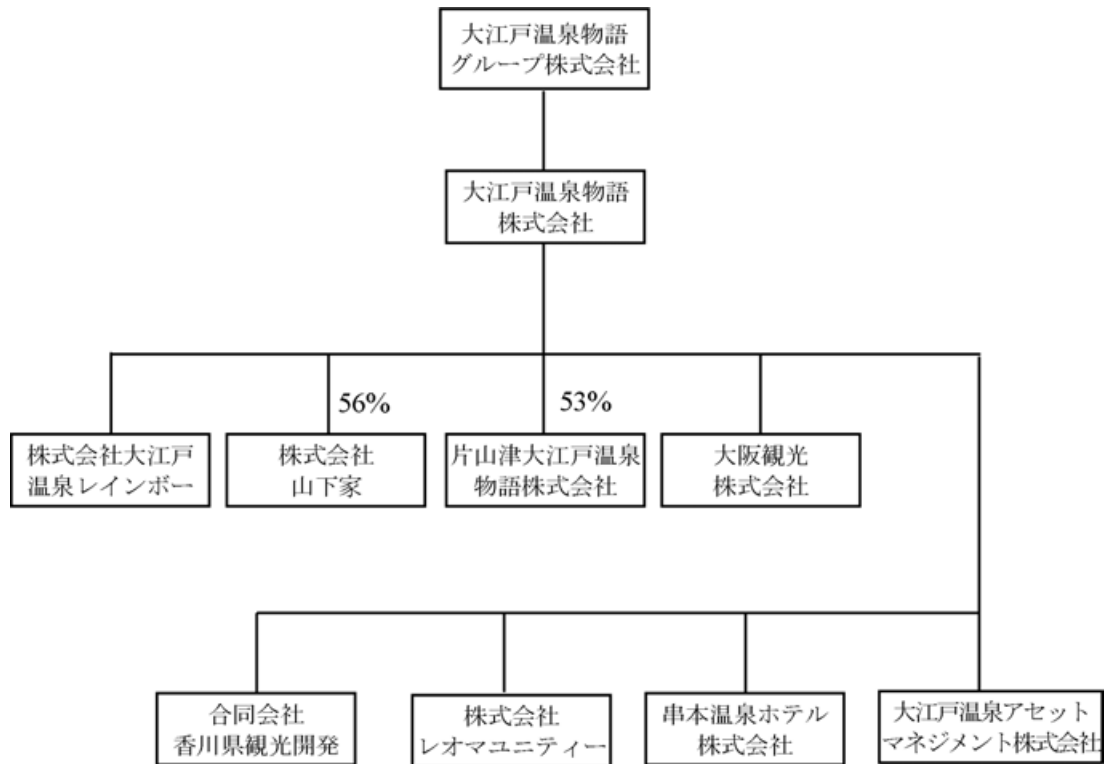 大江戸温泉物語
グループ株式会社
大江戸温泉物語
株式会社
56%
53%
株式会社大江戸
温泉レインボー
株式会社
山下家
片山津大江戸温泉
物語株式会社
大阪観光
株式会社
合同会社
香川県観光開発
株式会社
レオマユニティー
串本温泉ホテル
株式会社
大江戸温泉アセット
マネジメント株式会社